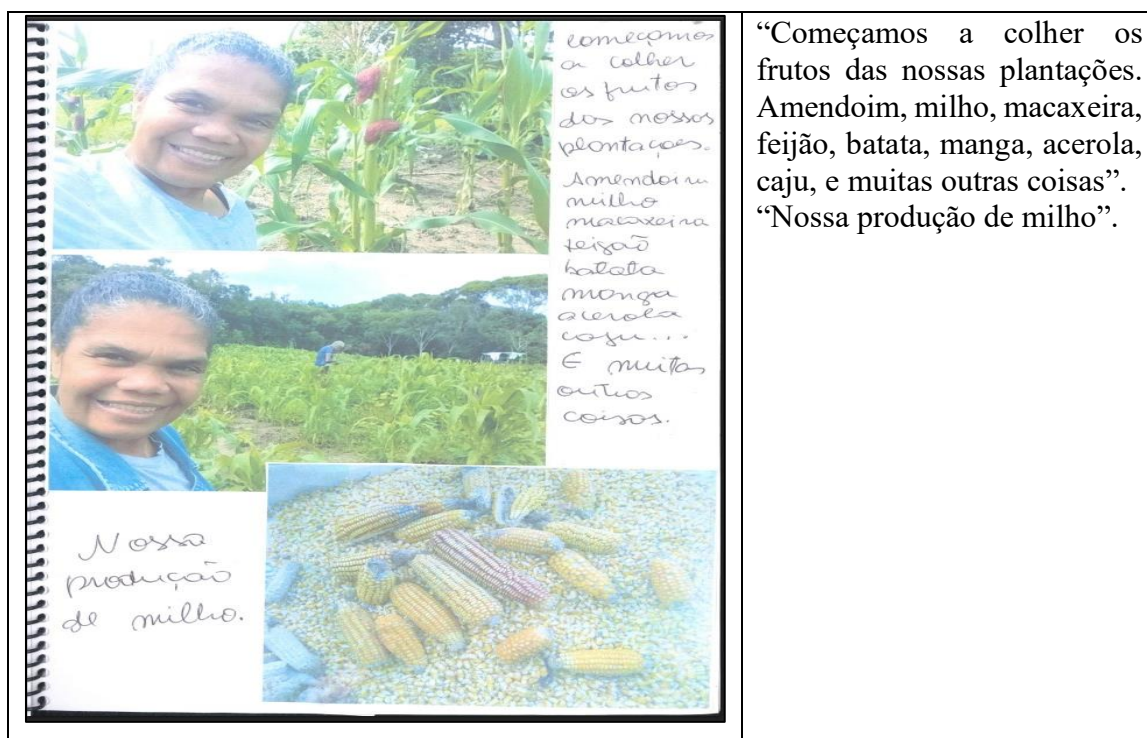 começamos
a colher
os frutos
das nossas
plantações.
Amendoim
milho
macaxeira
feijão
batata
manga
acerola
caju...
E muitas
outras
coisas.
Nossa
produção
de milho.
“Começamos a colher os
frutos das nossas plantações.
Amendoim, milho, macaxeira,
feijão, batata, manga, acerola,
caju, e muitas outras coisas”.
“Nossa produção de milho”.